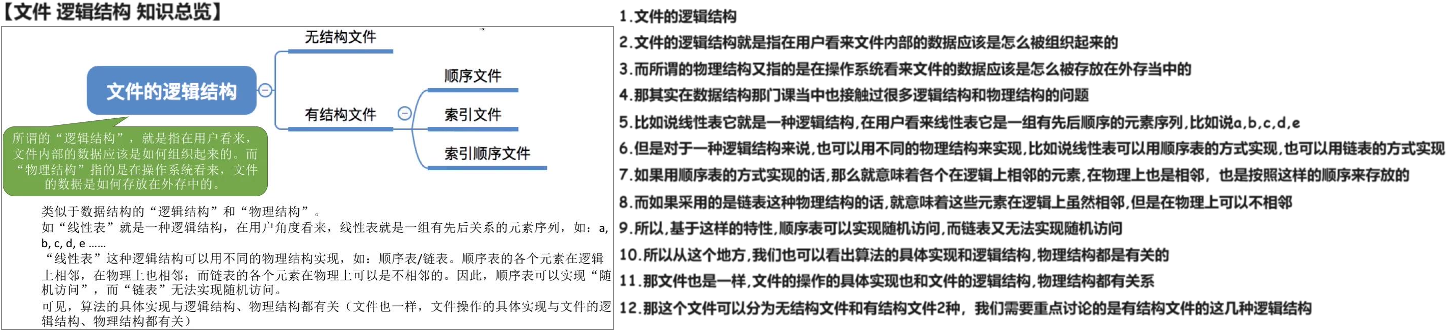 【文件 逻辑结构 知识总览】
无结构文件
文件的逻辑结构
有结构文件
顺序文件
索引文件
索引顺序文件
所谓的“逻辑结构”，就是指在用户看来，
文件内部的数据应该是如何组织起来的。而
“物理结构”指的是在操作系统看来，文件
的数据是如何存放在外存中的。
类似于数据结构的“逻辑结构”和“物理结构”。
如“线性表”就是一种逻辑结构，在用户角度看来，线性表就是一组有先后关系的元素序列，如：a,
b, c, d, e ……
“线性表”这种逻辑结构可以用不同的物理结构实现，如：顺序表/链表。顺序表的各个元素在逻辑
上相邻，在物理上也相邻；而链表的各个元素在物理上可以是不相邻的。因此，顺序表可以实现“随
机访问”，而“链表”无法实现随机访问。
可见，算法的具体实现与逻辑结构、物理结构都有关（文件也一样，文件操作的具体实现与文件的逻
辑结构、物理结构都有关）
1.文件的逻辑结构
2.文件的逻辑结构就是指在用户看来文件内部的数据应该是怎么被组织起来的
3.而所谓的物理结构又指的是在操作系统看来文件的数据应该是怎么被存放在外存当中的
4.那其实在数据结构那门课当中也接触过很多逻辑结构和物理结构的问题
5.比如说线性表它就是一种逻辑结构,在用户看来线性表它是一组有先后顺序的元素序列,比如说a,b,c,d,e
6.但是对于一种逻辑结构来说,也可以用不同的物理结构来实现,比如说线性表可以用顺序表的方式实现,也可以用链表的方式实现
7.如果用顺序表的方式实现的话,那么就意味着各个在逻辑上相邻的元素,在物理上也是相邻，也是按照这样的顺序来存放的
8.而如果采用的是链表这种物理结构的话,就意味着这些元素在逻辑上虽然相邻,但是在物理上可以不相邻
9.所以,基于这样的特性,顺序表可以实现随机访问,而链表又无法实现随机访问
10.所以从这个地方,我们也可以看出算法的具体实现和逻辑结构,物理结构都是有关的
11.那文件也是一样,文件的操作的具体实现也和文件的逻辑结构,物理结构都有关系
12.那这个文件可以分为无结构文件和有结构文件2种，我们需要重点讨论的是有结构文件的这几种逻辑结构